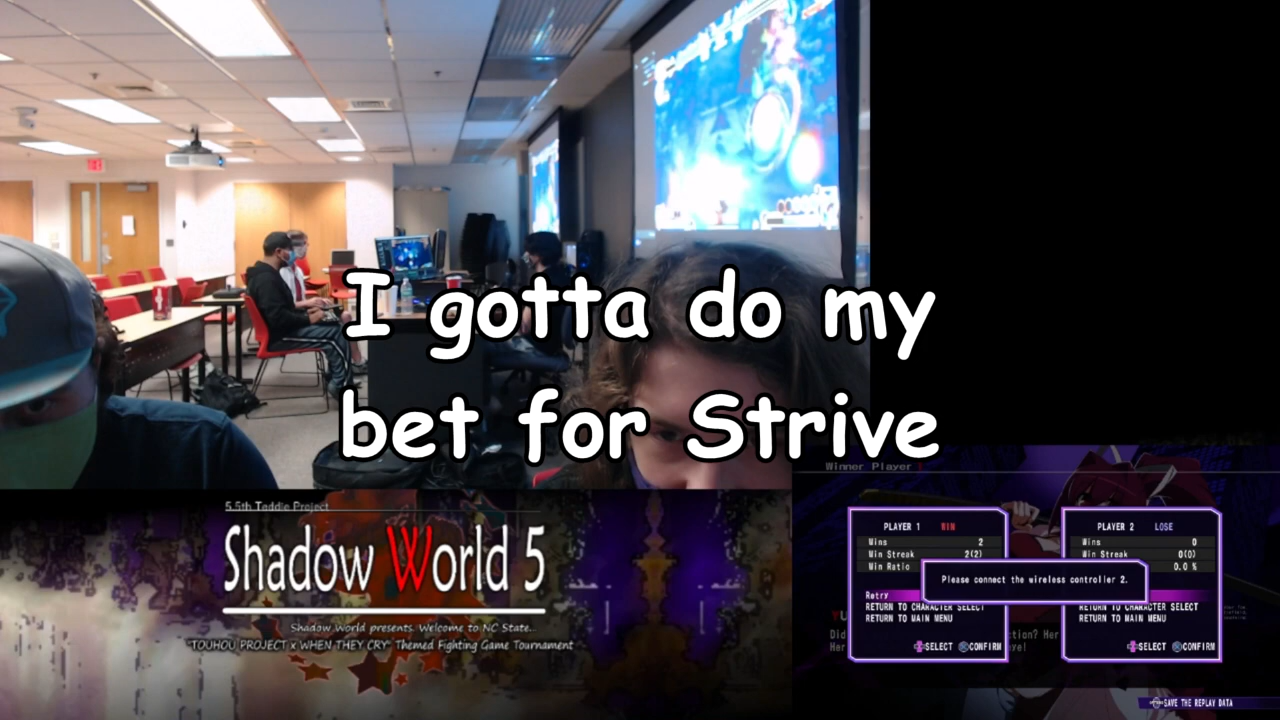 I gotta do my
bet for Strive
Winner Player
5.5th Taddie Project
Shadow World 5
Shadow World presents. Welcome to NC State..
"TOUHOU PROJECT x WHEN THEY CRY" Themed Fighting Game Tournament
PLAYER 1 WIN
Wins 2
Win Streak 2(2)
Win Ratio
Retry
RETURN TO CHARACTER SELECT
RETURN TO MAIN MENU
SELECT CONFIRM
PLAYER 2 LOSE
Wins 0
Win Streak 0(0)
0.0 %
RETURN TO CHARACTER SELECT
RETURN TO MAIN MENU
SELECT CONFIRM
Please connect the wireless controller 2.
SAVE THE REPLAY DATA